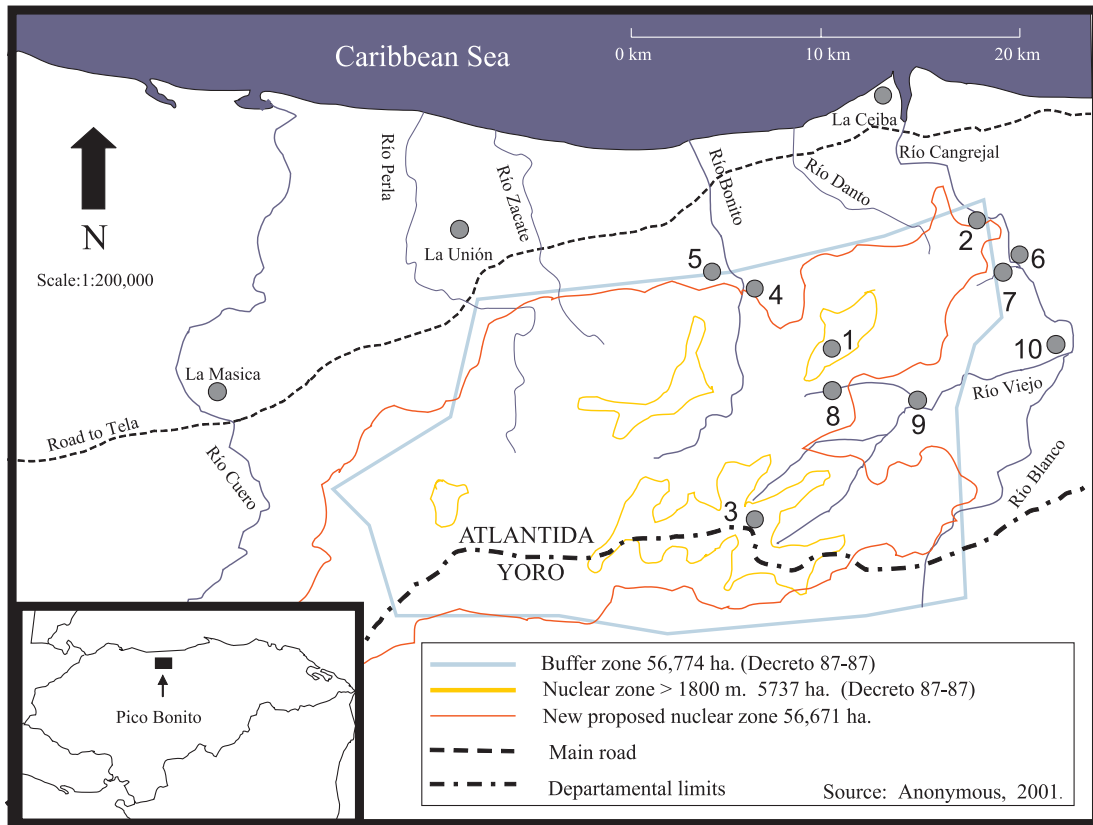 Caribbean Sea
0 km
10 km
20 km
La Ceiba
Río Cangrejal
Río Perla
Río Zacate
Río Bonito
Río Danto
N
Scale:1:200,000
La Unión
2
5
6
4
7
1
10
La Masica
8
9
Río Viejo
Road to Tela
Río Cuero
Río Blanco
3
ATLANTIDA
YORO
Pico Bonito
Buffer zone 56,774 ha. (Decreto 87-87)
Nuclear zone > 1800 m. 5737 ha. (Decreto 87-87)
New proposed nuclear zone 56,671 ha.
Main road
Departamental limits
Source: Anonymous, 2001.